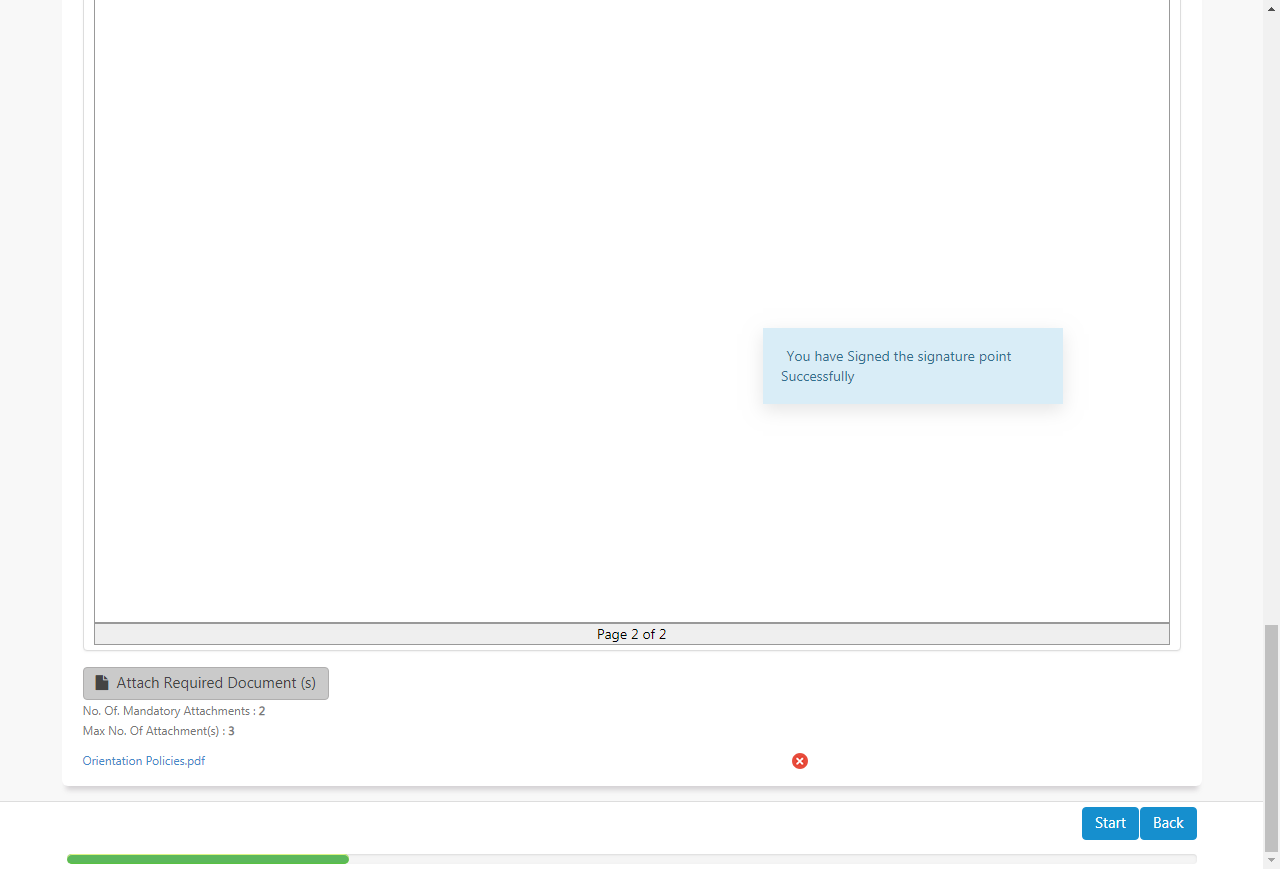 You have Signed the signature point
Successfully
Page 2 of 2
Attach Required Document (s)
No. Of. Mandatory Attachments : 2
Max No. Of Attachment(s) : 3
Orientation Policies.pdf
Start Back